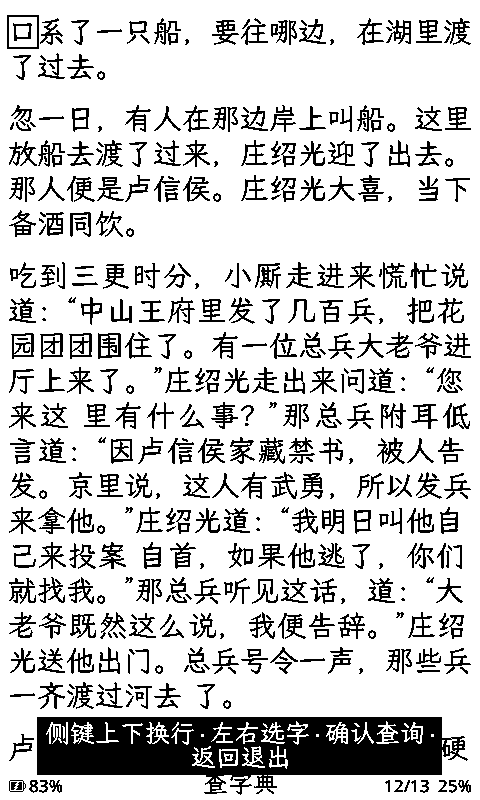 口系了一只船，要往哪边，在湖里渡
了过去。
忽一日，有人在那边岸上叫船。这里
放船去渡了过来，庄绍光迎了出去。
那人便是卢信侯。庄绍光大喜，当下
备酒同饮。
吃到三更时分，小厮走进来慌忙说
道：“中山王府里发了几百兵，把花
园团团围住了。有一位总兵大老爷进
厅上来了。”庄绍光走出来问道：“您
来这 里有什么事？”那总兵附耳低
言道：“因卢信侯家藏禁书，被人告
发。京里说，这人有武勇，所以发兵
来拿他。”庄绍光道：“我明日叫他自
己来投案 自首，如果他逃了，你们
就找我。”那总兵听见这话，道：“大
老爷既然这么说，我便告辞。”庄绍
光送他出门。总兵号令一声，那些兵
一齐渡过河去 了。
卢 硬
侧键上下换行·左右选字·确认查询·
返回退出
83% 查字典 12/13 25%